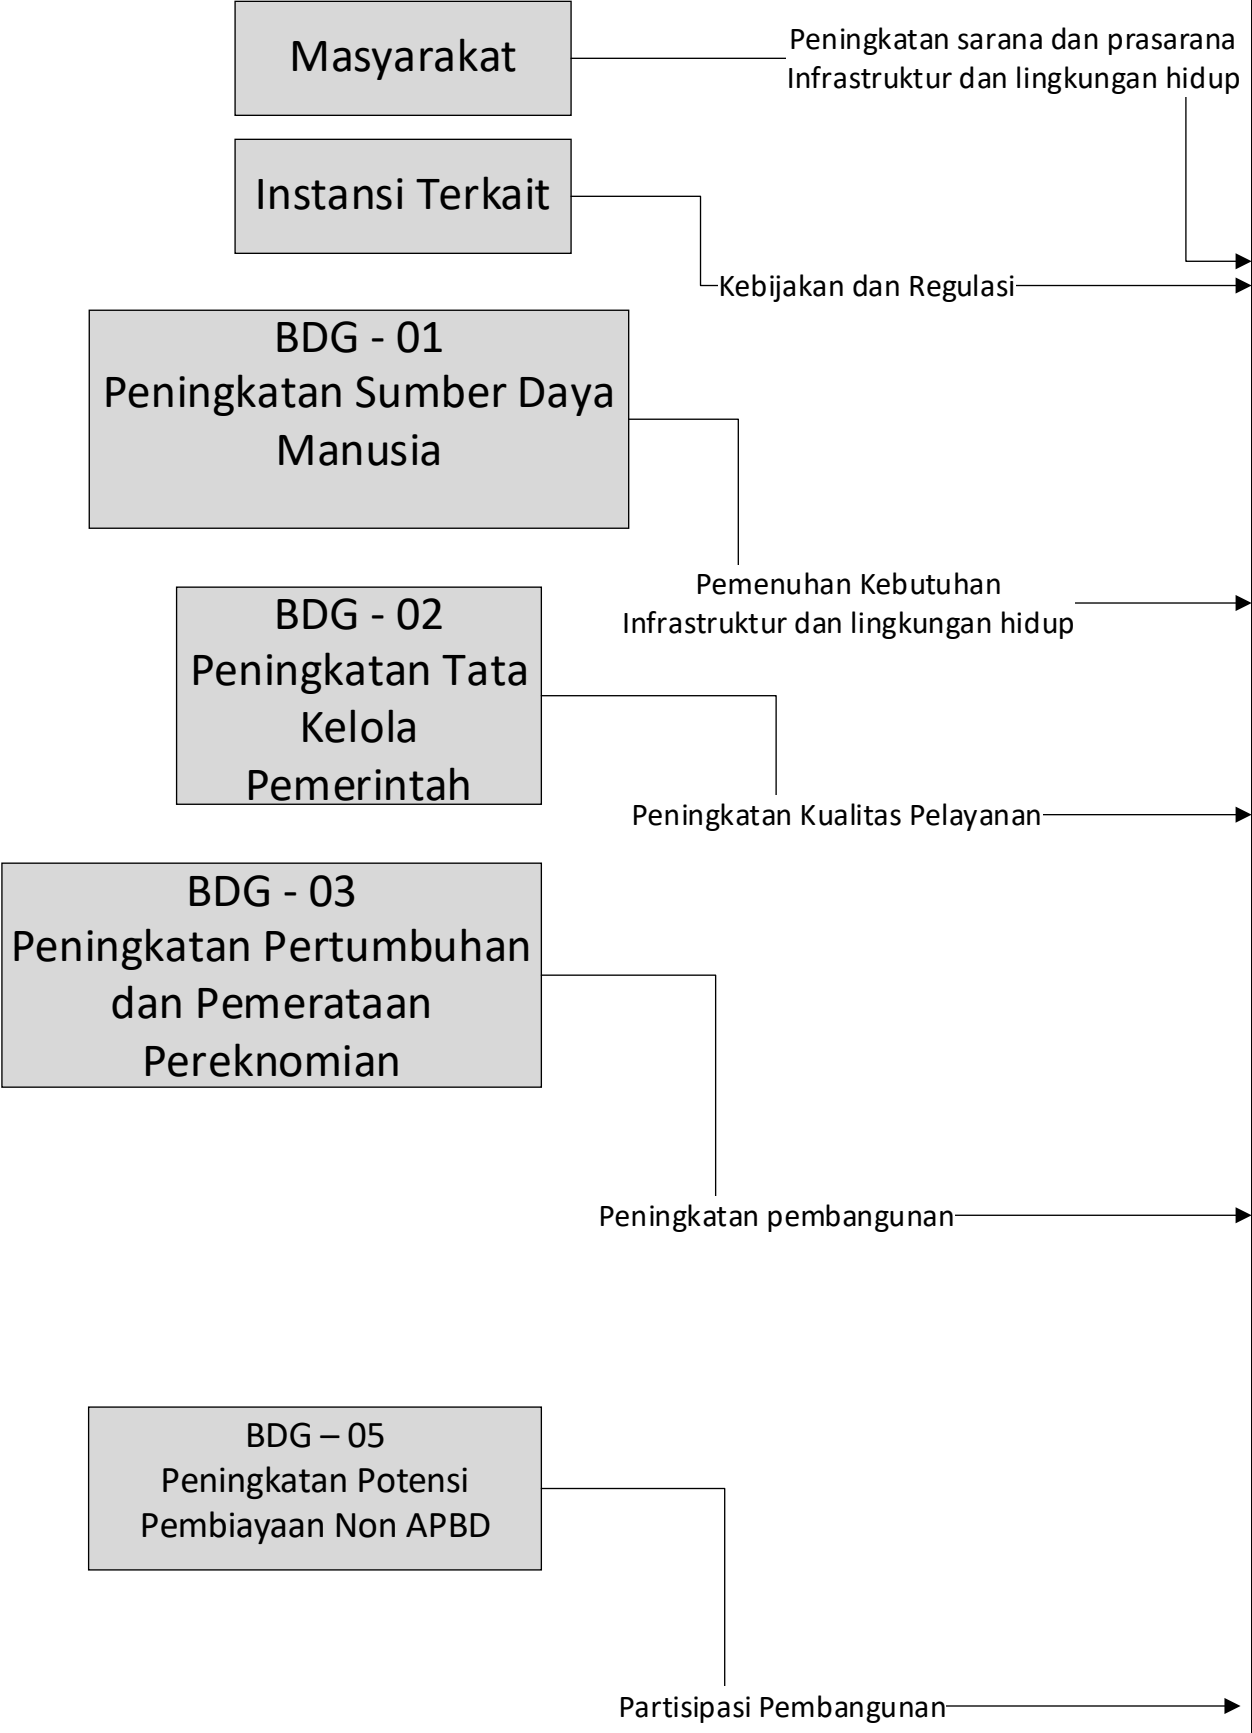 Masyarakat
Peningkatan sarana dan prasarana
Infrastruktur dan lingkungan hidup
Instansi Terkait
Kebijakan dan Regulasi
BDG - 01
Peningkatan Sumber Daya
Manusia
Pemenuhan Kebutuhan
Infrastruktur dan lingkungan hidup
BDG - 02
Peningkatan Tata
Kelola
Pemerintah
Peningkatan Kualitas Pelayanan
BDG - 03
Peningkatan Pertumbuhan
dan Pemerataan
Pereknomian
Peningkatan pembangunan
BDG – 05
Peningkatan Potensi
Pembiayaan Non APBD
Partisipasi Pembangunan